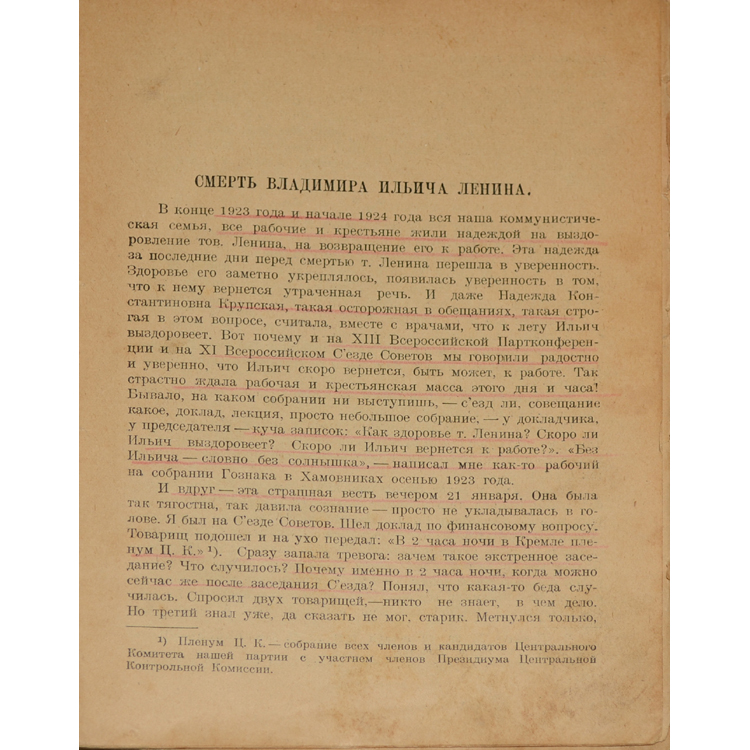 СМЕРТЬ ВЛАДИМИРА ИЛЬИЧА ЛЕНИНА.
В конце 1923 года и начале 1924 года вся наша коммунистиче-
ская семья, все рабочие и крестьяне жили надеждой на выздо-
ровление тов. Ленина, на возвращение его к работе. Эта надежда
за последние дни перед смертью т. Ленина перешла в уверенность.
Здоровье его заметно укреплялось, появилась уверенность в том,
что к нему вернется утраченная речь. И даже Надежда Кон-
стантиновна Крупская, такая осторожная в обещаниях, такая стро-
гая в этом вопросе, считала, вместе с врачами, что к лету Ильич
выздоровеет. Вот почему и на XIII Всероссийской Партконферен-
ции и на XI Всероссийском С'езде Советов мы говорили радостно
и уверенно, что Ильич скоро вернется, быть может, к работе. Так
страстно ждала рабочая и крестьянская масса этого дня и часа!
Бывало, на каком собрании ни выступишь, — с'езд ли, совещание
какое, доклад, лекция, просто небольшое собрание, — у докладчика,
у председателя — куча записок: «Как здоровье т. Ленина? Скоро ли
Ильич выздоровеет? Скоро ли Ильич вернется к работе?». «Без
Ильича — словно без солнышка», — написал мне как-то рабочий
на собрании Гознака в Хамовниках осенью 1923 года.
И вдруг — эта страшная весть вечером 21 января. Она была
так тягостна, так давила сознание — просто не укладывалась в го-
лове. Я был на С'езде Советов. Шел доклад по финансовому вопросу.
Товарищ подошел и на ухо передал: «В 2 часа ночи в Кремле пле-
нум Ц. К.» ¹). Сразу запала тревога: зачем такое экстренное засе-
дание? Что случилось? Почему именно в 2 часа ночи, когда можно
сейчас же после заседания С'езда? Понял, что какая-то беда слу-
чилась. Спросил двух товарищей,—никто не знает, в чем дело.
Но третий знал уже, да сказать не мог, старик. Метнулся только,
¹) Пленум Ц. К. — собрание всех членов и кандидатов Центрального
Комитета нашей партии с участием членов Президиума Центральной
Контрольной Комиссии.